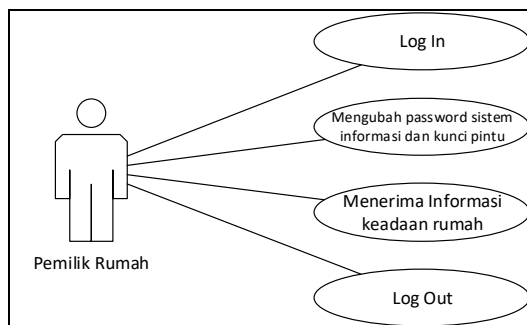 Log In
Mengubah password sistem
informasi dan kunci pintu
Menerima Informasi
keadaan rumah
Pemilik Rumah
Log Out